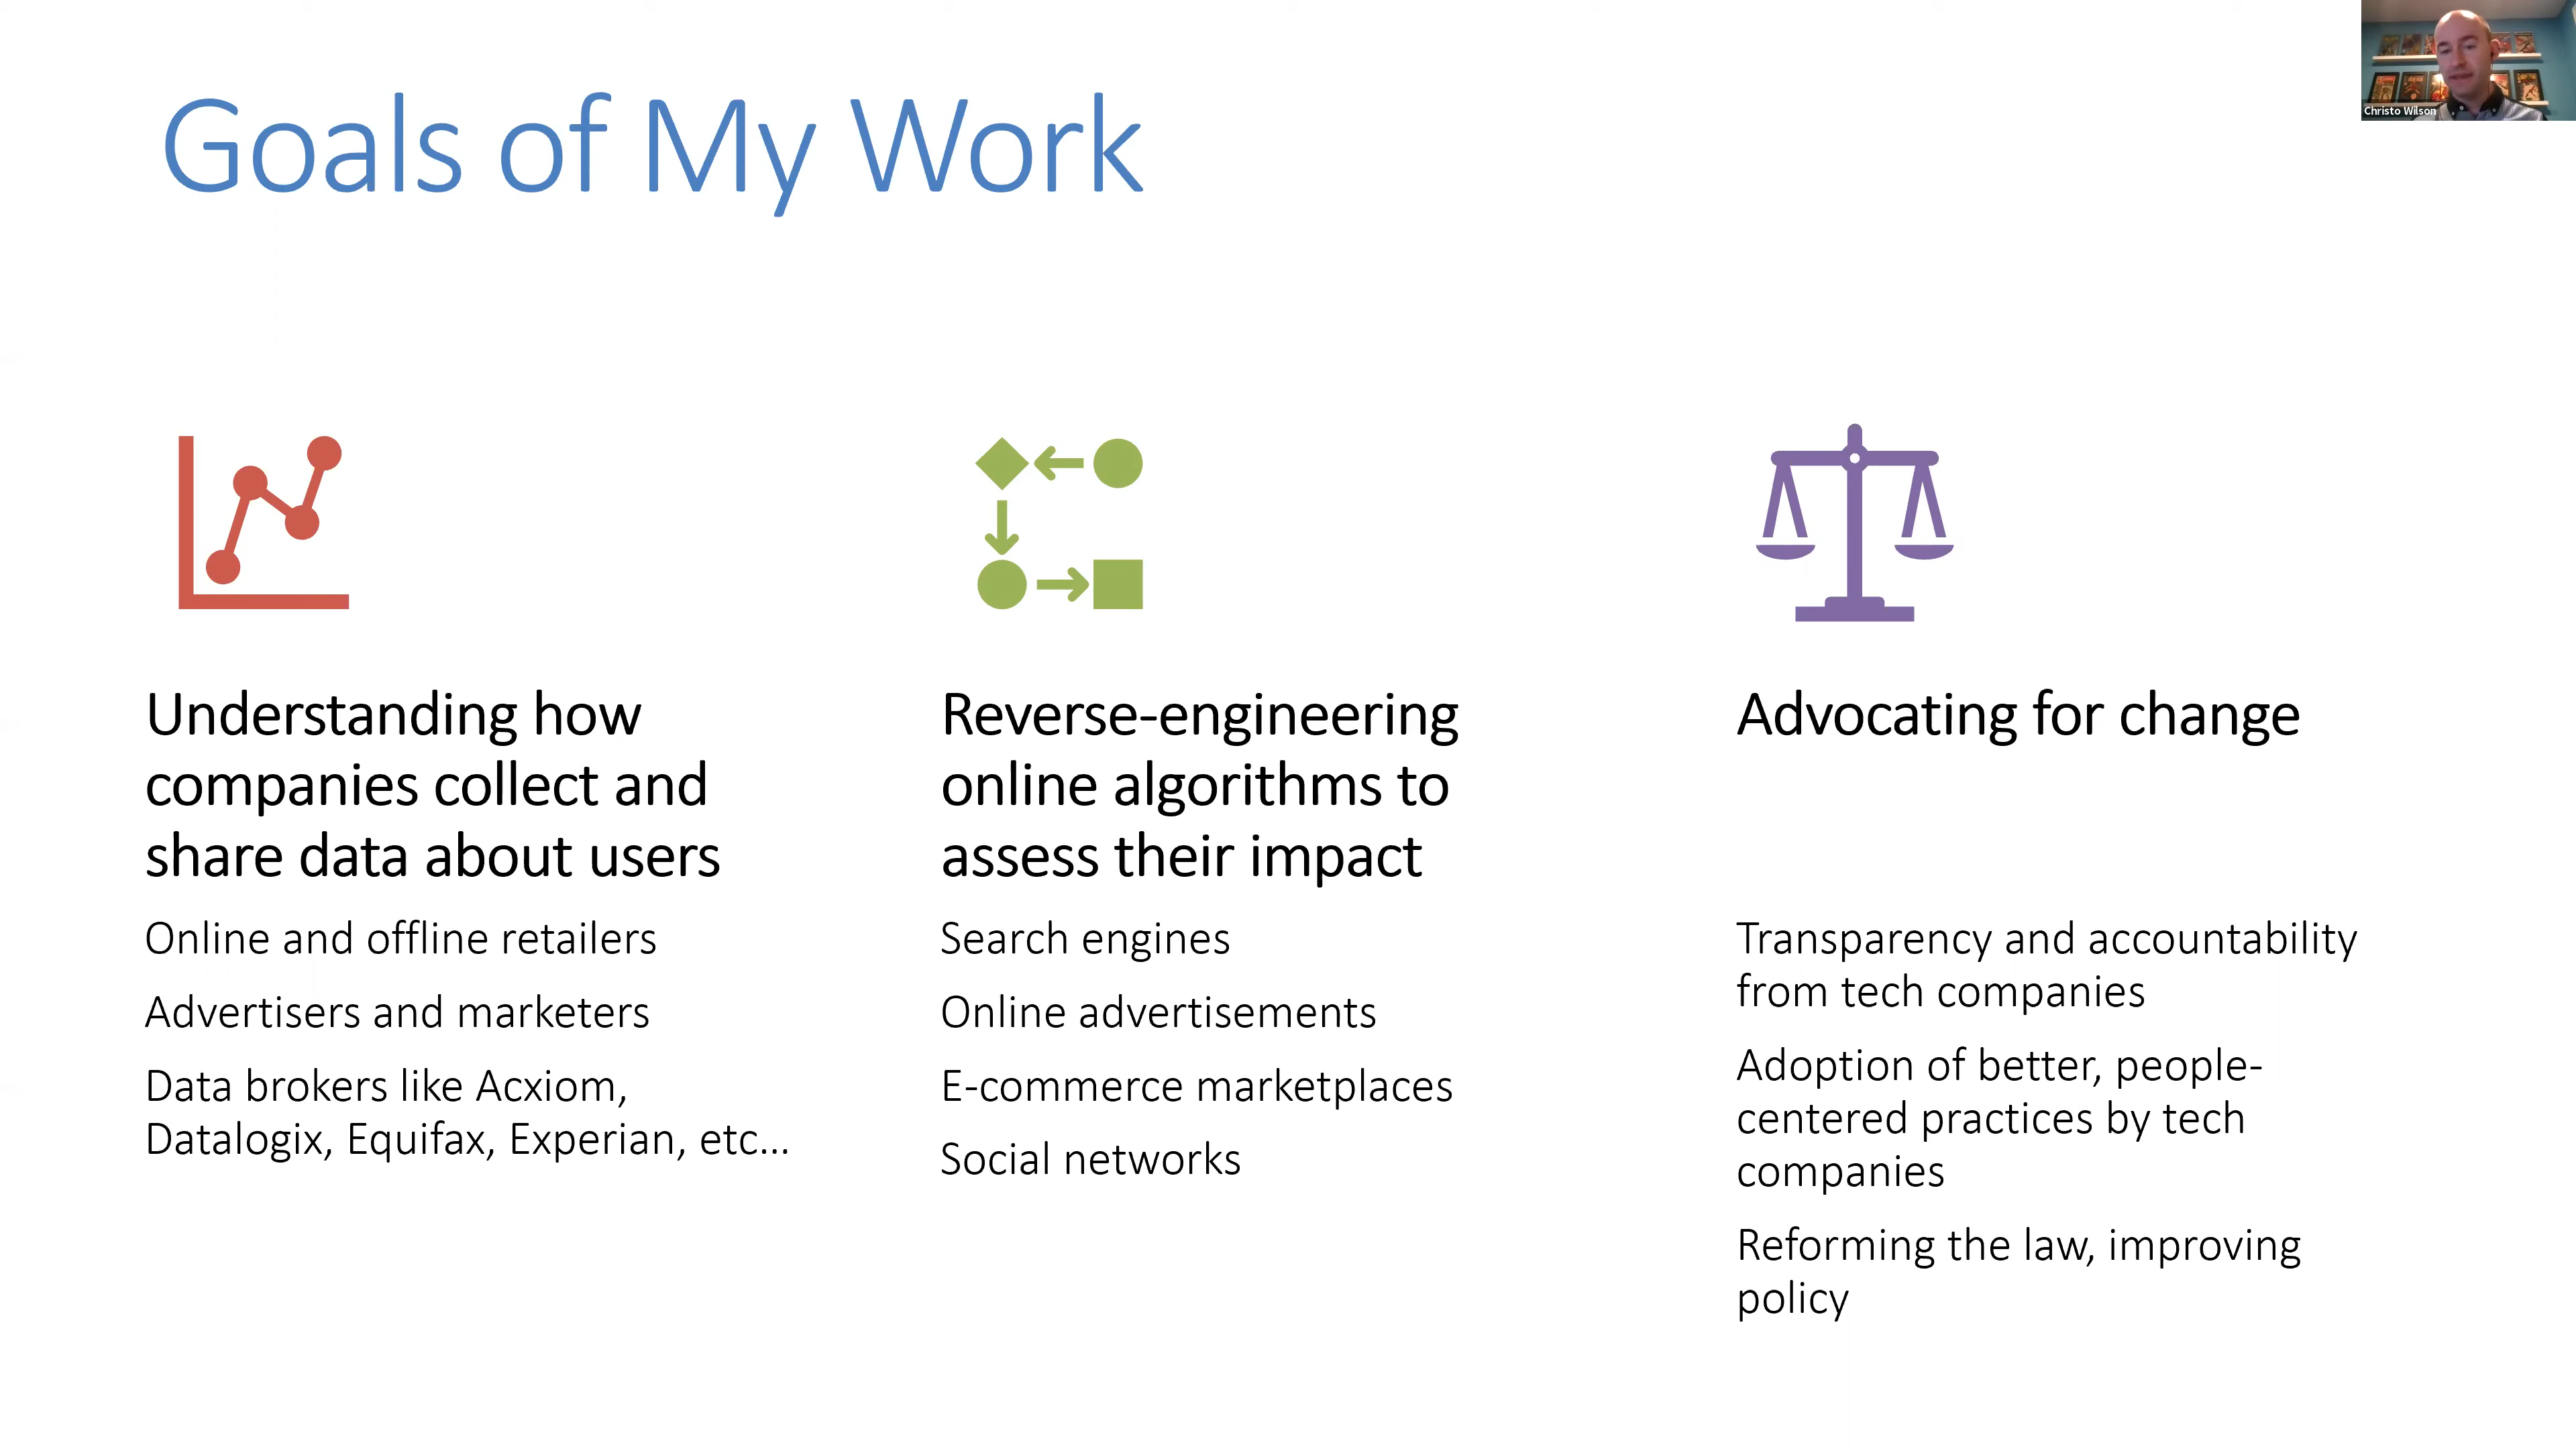 Goals of My Work
Christo Wilson
Understanding how
companies collect and
share data about users
Online and offline retailers
Advertisers and marketers
Data brokers like Acxiom,
Datalogix, Equifax, Experian, etc...
Reverse-engineering
online algorithms to
assess their impact
Search engines
Online advertisements
E-commerce marketplaces
Social networks
Advocating for change
Transparency and accountability
from tech companies
Adoption of better, people-
centered practices by tech
companies
Reforming the law, improving
policy